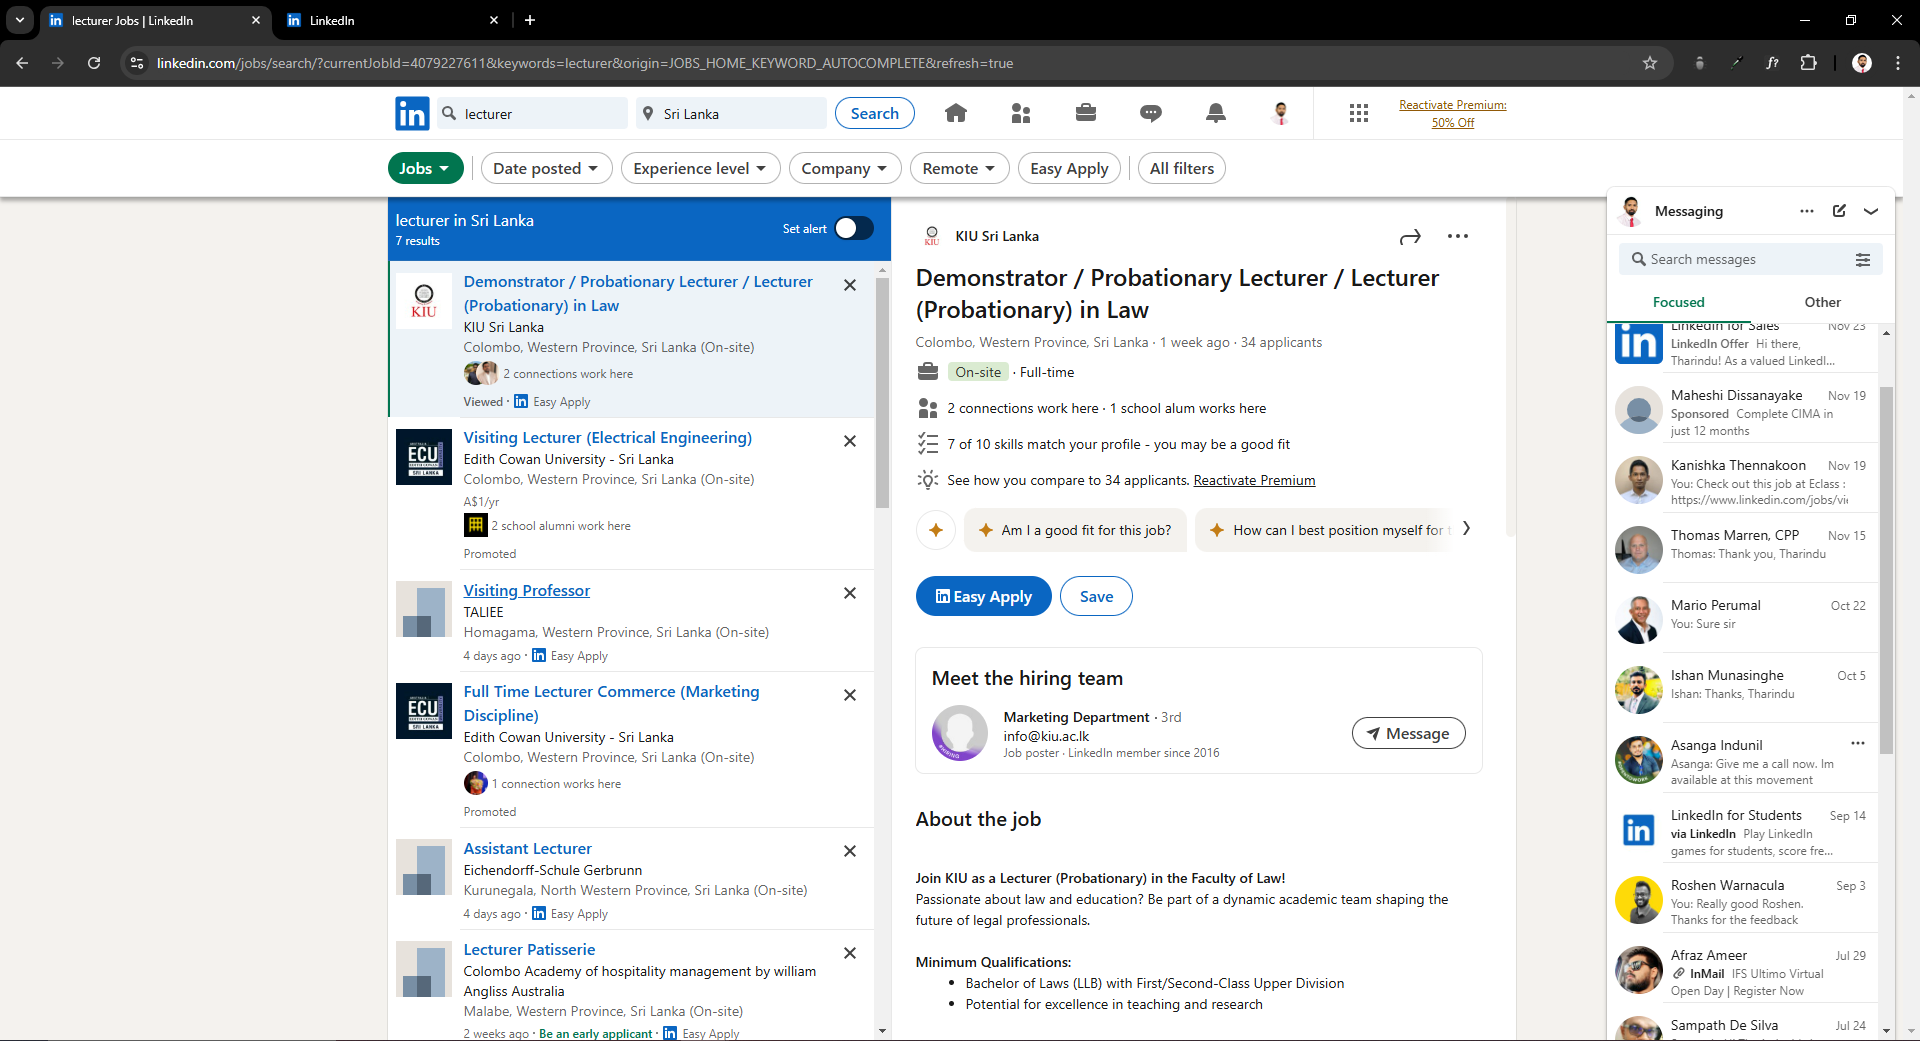 lecturer Jobs | LinkedIn
LinkedIn
linkedin.com/jobs/search/?currentJobId=4079227611&keywords=lecturer&origin=JOBS_HOME_KEYWORD_AUTOCOMPLETE&refresh=true
lecturer
Sri Lanka
Search
Reactivate Premium:
50% Off
Jobs
Date posted
Experience level
Company
Remote
Easy Apply
All filters
lecturer in Sri Lanka
7 results
Set alert
KIU
Demonstrator / Probationary Lecturer / Lecturer
(Probationary) in Law
KIU Sri Lanka
Colombo, Western Province, Sri Lanka (On-site)
2 connections work here
Viewed · Easy Apply
ECU
SRI LANKA
Visiting Lecturer (Electrical Engineering)
Edith Cowan University - Sri Lanka
Colombo, Western Province, Sri Lanka (On-site)
A$1/yr
2 school alumni work here
Promoted
Visiting Professor
TALIEE
Homagama, Western Province, Sri Lanka (On-site)
4 days ago · Easy Apply
ECU
SRI LANKA
Full Time Lecturer Commerce (Marketing
Discipline)
Edith Cowan University - Sri Lanka
Colombo, Western Province, Sri Lanka (On-site)
1 connection works here
Promoted
Assistant Lecturer
Eichendorff-Schule Gerbrunn
Kurunegala, North Western Province, Sri Lanka (On-site)
4 days ago · Easy Apply
Lecturer Patisserie
Colombo Academy of hospitality management by william
Angliss Australia
Malabe, Western Province, Sri Lanka (On-site)
2 weeks ago · Be an early applicant · Easy Apply
KIU
KIU Sri Lanka
Demonstrator / Probationary Lecturer / Lecturer
(Probationary) in Law
Colombo, Western Province, Sri Lanka · 1 week ago · 34 applicants
On-site · Full-time
2 connections work here · 1 school alum works here
7 of 10 skills match your profile - you may be a good fit
See how you compare to 34 applicants. Reactivate Premium
Am I a good fit for this job?
How can I best position myself for
Easy Apply
Save
Meet the hiring team
Marketing Department · 3rd
info@kiu.ac.lk
Job poster · LinkedIn member since 2016
Message
About the job
Join KIU as a Lecturer (Probationary) in the Faculty of Law!
Passionate about law and education? Be part of a dynamic academic team shaping the
future of legal professionals.
Minimum Qualifications:
• Bachelor of Laws (LLB) with First/Second-Class Upper Division
• Potential for excellence in teaching and research
Messaging
Search messages
Focused
Other
LinkedIn for Sales Nov 23
LinkedIn Offer Hi there,
Tharindu! As a valued LinkedI...
Maheshi Dissanayake Nov 19
Sponsored Complete CIMA in
just 12 months
Kanishka Thennakoon Nov 19
You: Check out this job at Eclass :
https://www.linkedin.com/jobs/vi
Thomas Marren, CPP Nov 15
Thomas: Thank you, Tharindu
Mario Perumal Oct 22
You: Sure sir
Ishan Munasinghe Oct 5
Ishan: Thanks, Tharindu
Asanga Indunil
Asanga: Give me a call now. Im
available at this movement
LinkedIn for Students Sep 14
via LinkedIn Play LinkedIn
games for students, score fre...
Roshen Warnacula Sep 3
You: Really good Roshen.
Thanks for the feedback
Afraz Ameer Jul 29
InMail IFS Ultimo Virtual
Open Day | Register Now
Sampath De Silva Jul 24